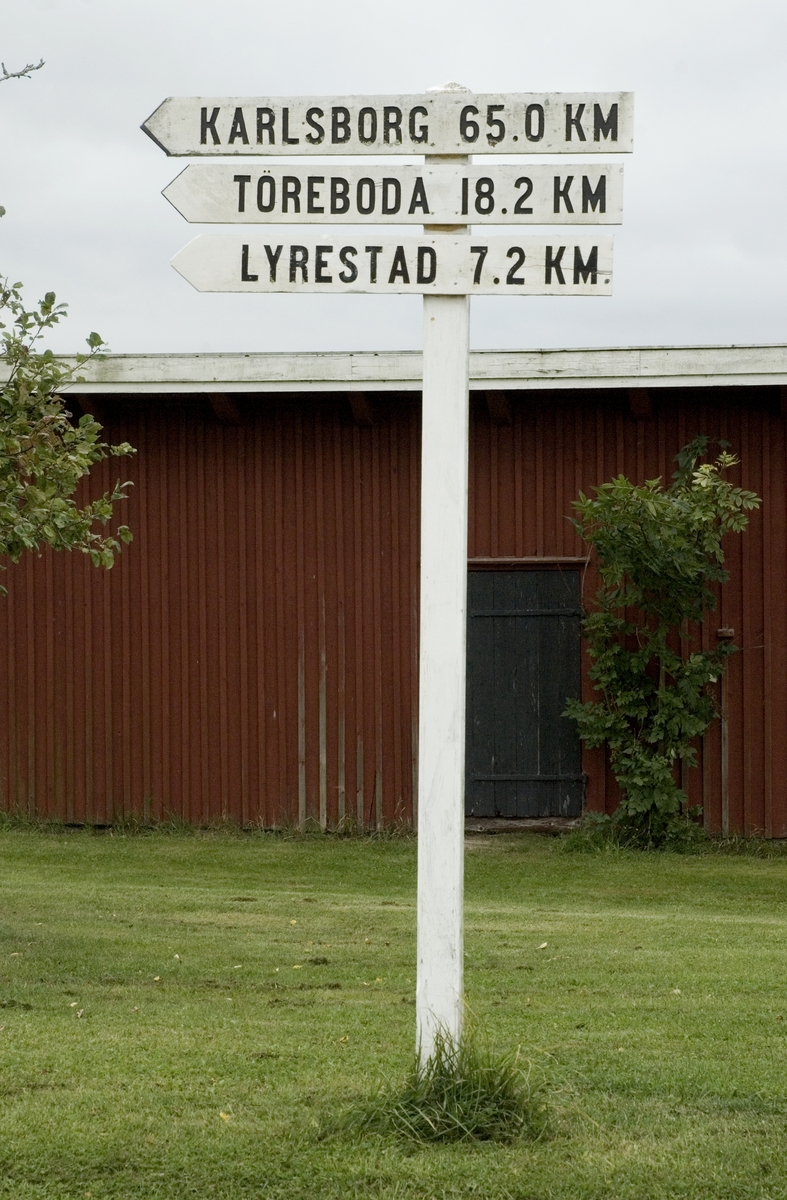 KARLSBORG 65.0 KM
TÖREBODA 18.2 KM
LYRESTAD 7.2 KM.